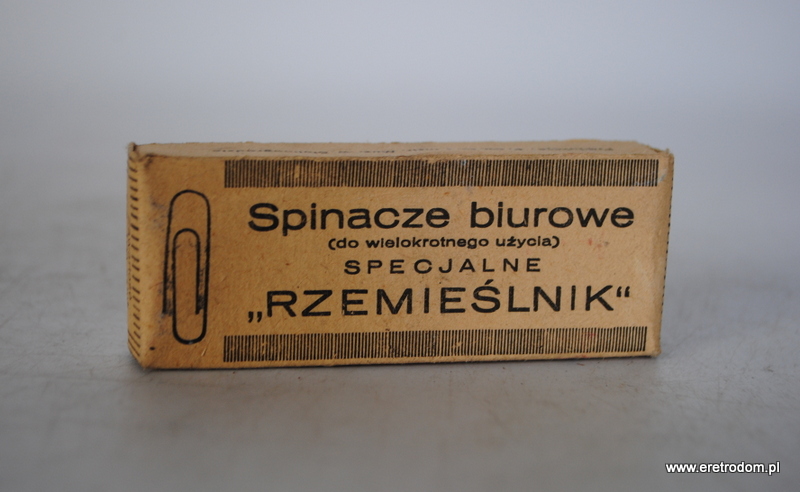 Spinacze biurowe
(do wielokrotnego użycia)
SPECJALNE
„RZEMIEŚLNIK“
www.eretrodom.pl